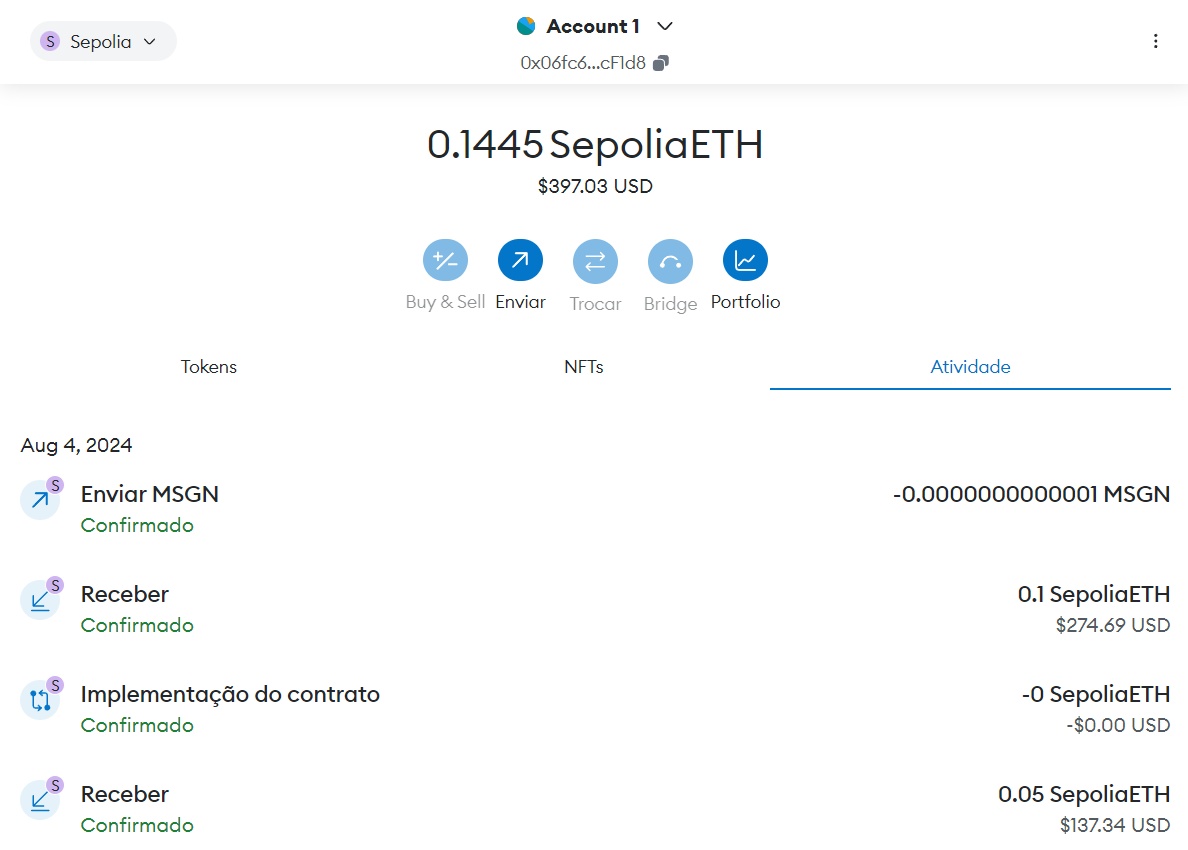 S Sepolia
Account 1
0x06fc6...cF1d8
0.1445 SepoliaETH
$397.03 USD
Buy & Sell Enviar Trocar Bridge Portfolio
Tokens NFTs Atividade
Aug 4, 2024
S
Enviar MSGN -0.0000000000001 MSGN
Confirmado
S
Receber 0.1 SepoliaETH
Confirmado $274.69 USD
S
Implementação do contrato -0 SepoliaETH
Confirmado -$0.00 USD
S
Receber 0.05 SepoliaETH
Confirmado $137.34 USD